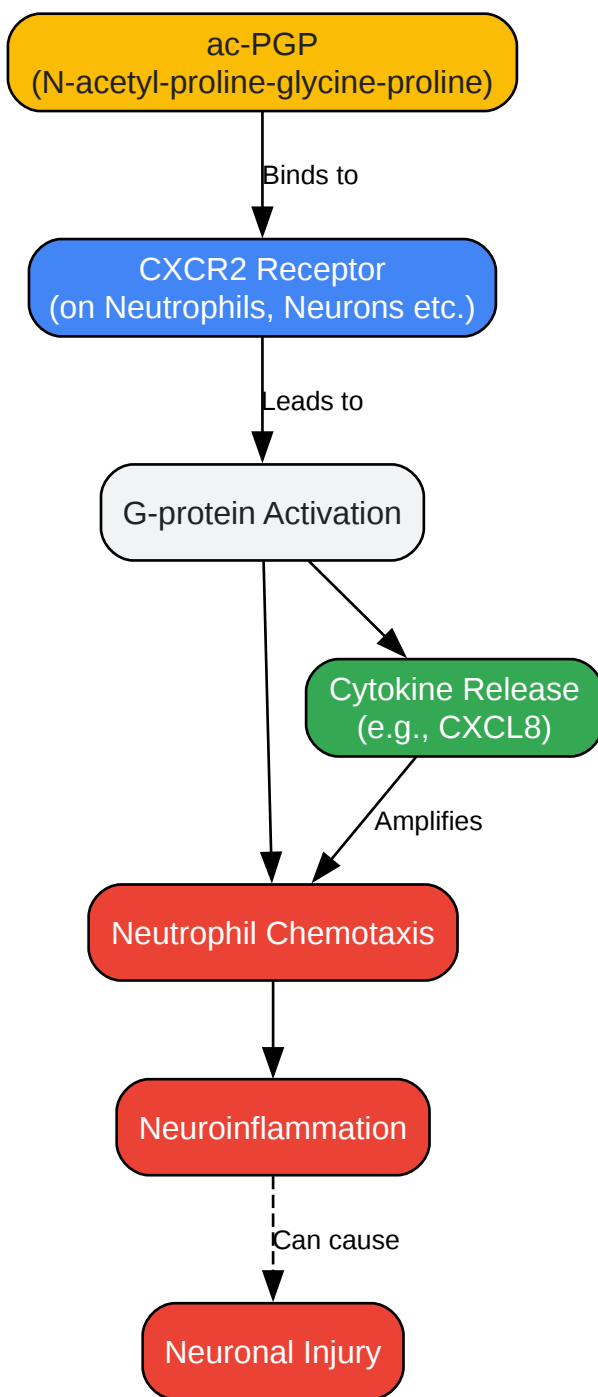 ac-PGP
(N-acetyl-proline-glycine-proline)
Binds to
CXCR2 Receptor
(on Neutrophils, Neurons etc.)
Leads to
G-protein Activation
Cytokine Release
(e.g., CXCL8)
Amplifies
Neutrophil Chemotaxis
Neuroinflammation
Can cause
Neuronal Injury